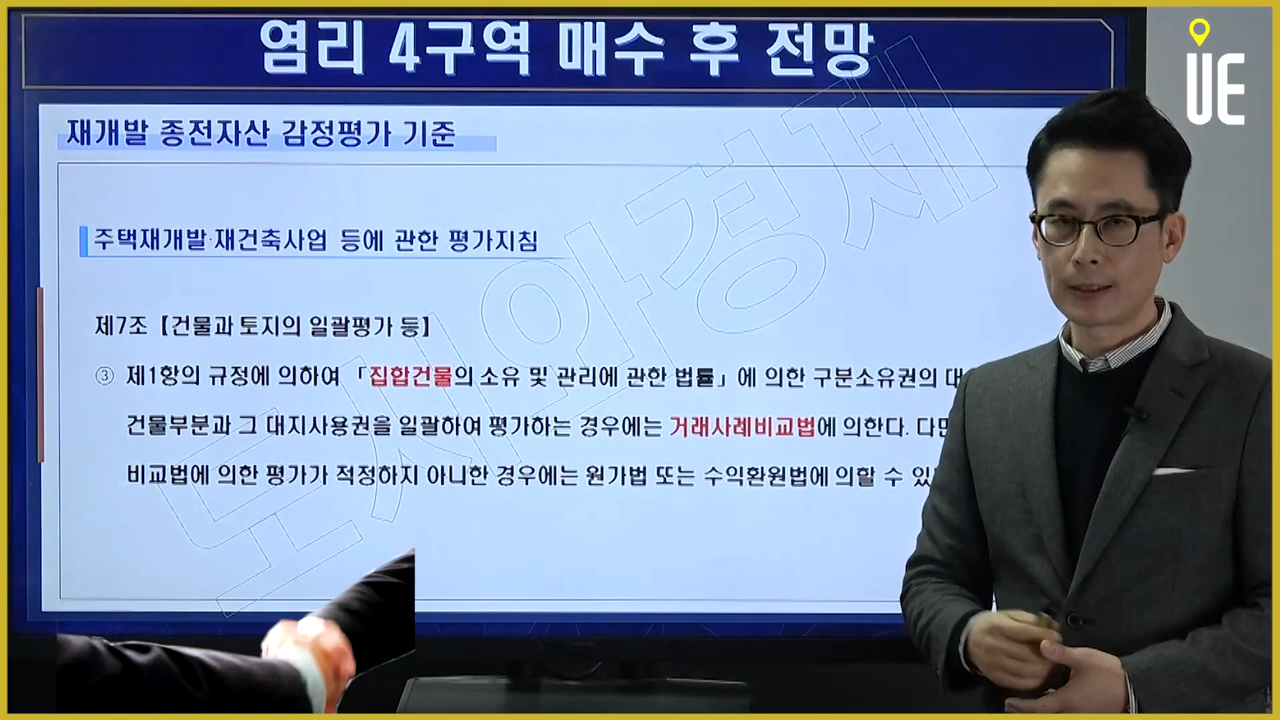 염리 4구역 매수 후 전망
UE
재개발 종전자산 감정평가 기준
주택재개발·재건축사업 등에 관한 평가지침
제7조 【건물과 토지의 일괄평가 등】
③ 제1항의 규정에 의하여 「집합건물의 소유 및 관리에 관한 법률」에 의한 구분소유권의 대
건물부분과 그 대지사용권을 일괄하여 평가하는 경우에는 거래사례비교법에 의한다. 다만
비교법에 의한 평가가 적정하지 아니한 경우에는 원가법 또는 수익환원법에 의할 수 있
도시와경제